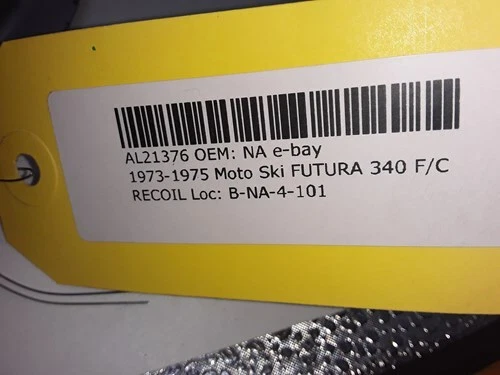 AL21376 OEM: NA e-bay
1973-1975 Moto Ski FUTURA 340 F/C
RECOIL Loc: B-NA-4-101